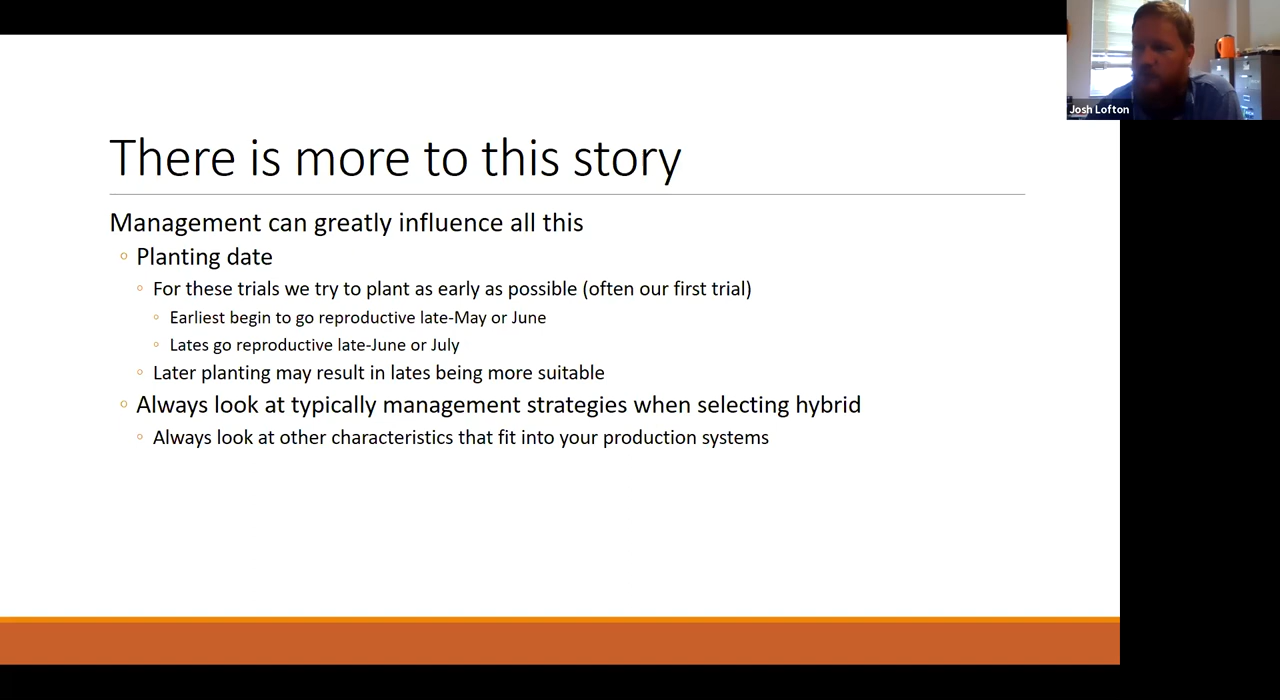 There is more to this story
Management can greatly influence all this
Planting date
For these trials we try to plant as early as possible (often our first trial)
Earliest begin to go reproductive late-May or June
Lates go reproductive late-June or July
Later planting may result in lates being more suitable
Always look at typically management strategies when selecting hybrid
Always look at other characteristics that fit into your production systems
Josh Lofton